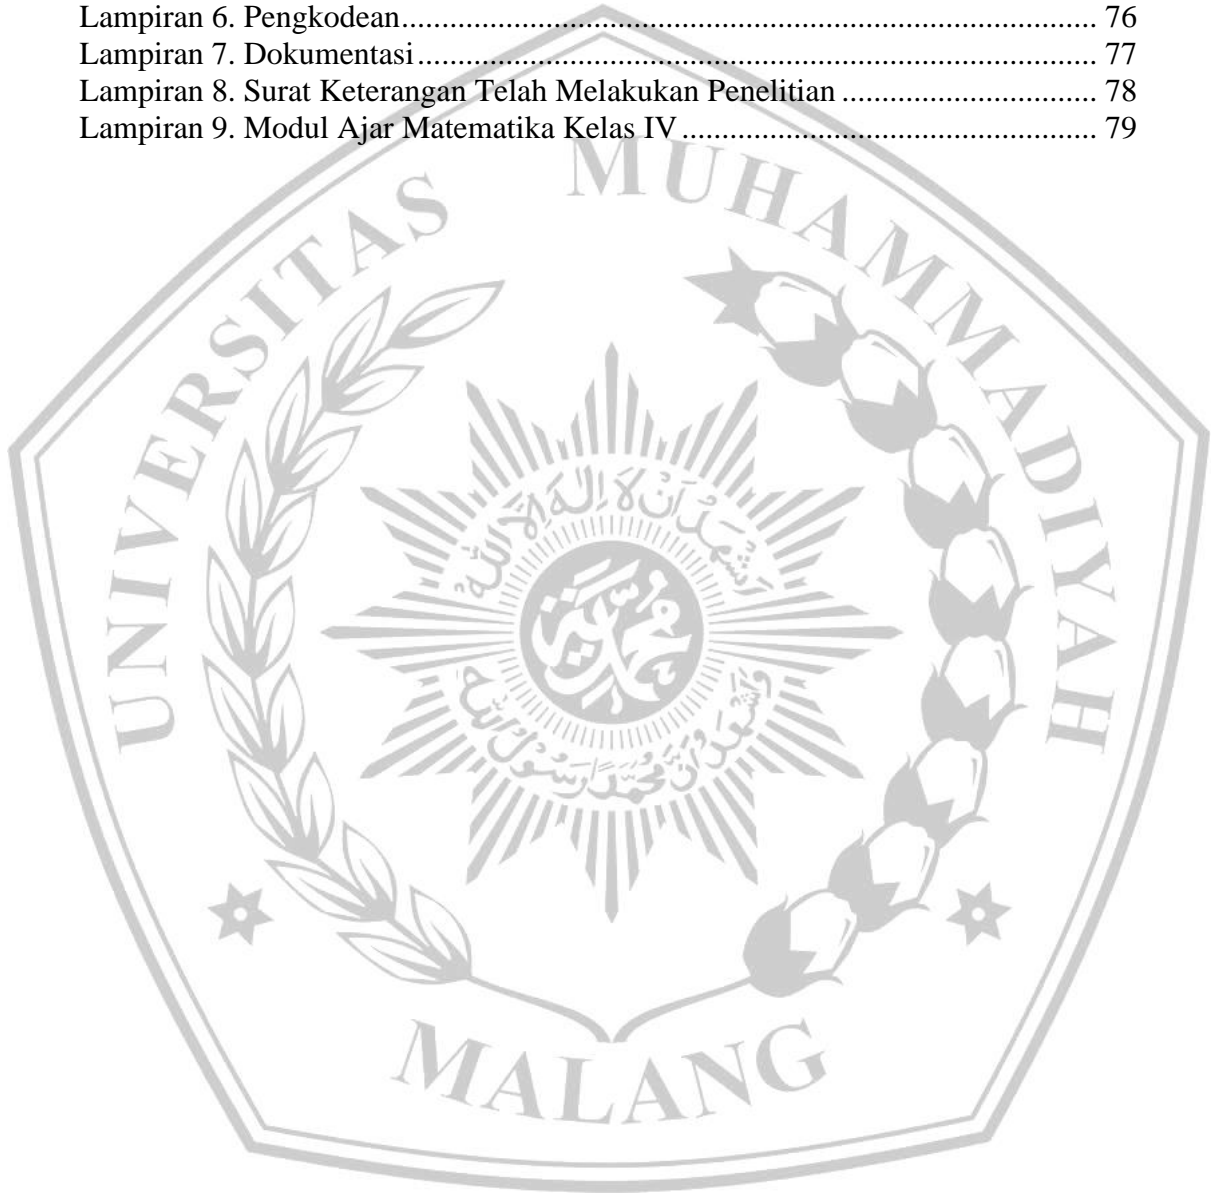 Lampiran 6. Pengkodean....................................................................................... 76
Lampiran 7. Dokumentasi..................................................................................... 77
Lampiran 8. Surat Keterangan Telah Melakukan Penelitian ................................ 78
Lampiran 9. Modul Ajar Matematika Kelas IV.................................................... 79
UNIVERSITAS MUHAMMADIYAH
MALANG